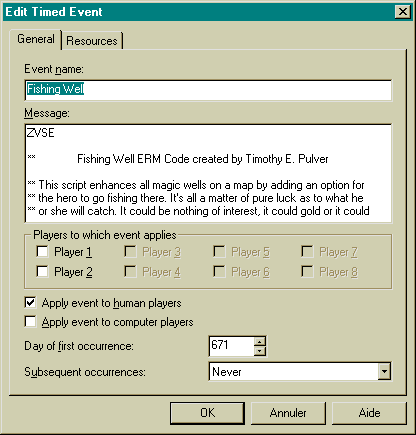 Edit Timed Event
General
Resources
Event name:
Fishing Well
Message:
ZVSE
** Fishing Well ERM Code created by Timothy E. Pulver
** This script enhances all magic wells on a map by adding an option for
** the hero to go fishing there. It's all a matter of pure luck as to what he
** or she will catch. It could be nothing of interest, it could gold or it could
Players to which event applies
Player 1 Player 3 Player 5 Player 7
Player 2 Player 4 Player 6 Player 8
Apply event to human players
Apply event to computer players
Day of first occurrence: 671
Subsequent occurrences: Never
OK Annuler Aide